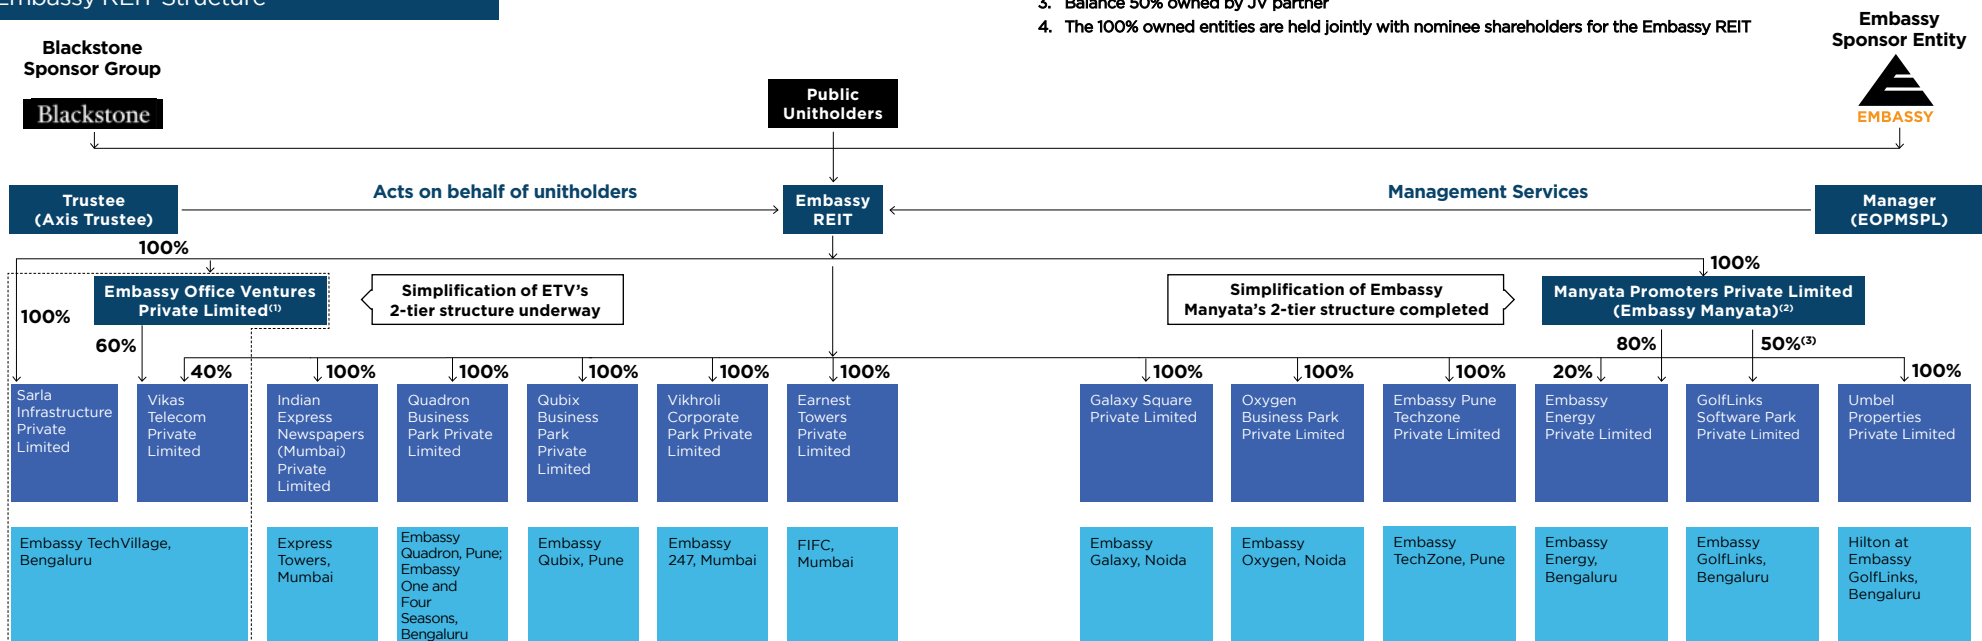 Embassy REIT Structure
3. Balance 50% owned by JV partner
4. The 100% owned entities are held jointly with nominee shareholders for the Embassy REIT
Blackstone
Sponsor Group
Blackstone
Public
Unitholders
Embassy
Sponsor Entity
EMBASSY
Trustee
(Axis Trustee)
Acts on behalf of unitholders
Embassy
REIT
Management Services
Manager
(EOPMSPL)
100%
100%
Embassy Office Ventures
Private Limited(1)
Simplification of ETV’s
2-tier structure underway
Simplification of Embassy
Manyata’s 2-tier structure completed
Manyata Promoters Private Limited
(Embassy Manyata)(2)
100%
60%
80%
50%(3)
40%
100%
100%
100%
100%
100%
100%
100%
100%
20%
100%
Sarla
Infrastructure
Private
Limited
Vikas
Telecom
Private
Limited
Indian
Express
Newspapers
(Mumbai)
Private
Limited
Quadron
Business
Park Private
Limited
Qubix
Business
Park
Private
Limited
Vikhroli
Corporate
Park Private
Limited
Earnest
Towers
Private
Limited
Galaxy Square
Private Limited
Oxygen
Business Park
Private Limited
Embassy Pune
Techzone
Private Limited
Embassy
Energy
Private Limited
GolfLinks
Software Park
Private Limited
Umbel
Properties
Private Limited
Embassy TechVillage,
Bengaluru
Express
Towers,
Mumbai
Embassy
Quadron, Pune;
Embassy
One and
Four
Seasons,
Bengaluru
Embassy
Qubix, Pune
Embassy
247, Mumbai
FIFC,
Mumbai
Embassy
Galaxy, Noida
Embassy
Oxygen, Noida
Embassy
TechZone, Pune
Embassy
Energy,
Bengaluru
Embassy
GolfLinks,
Bengaluru
Hilton at
Embassy
GolfLinks,
Bengaluru